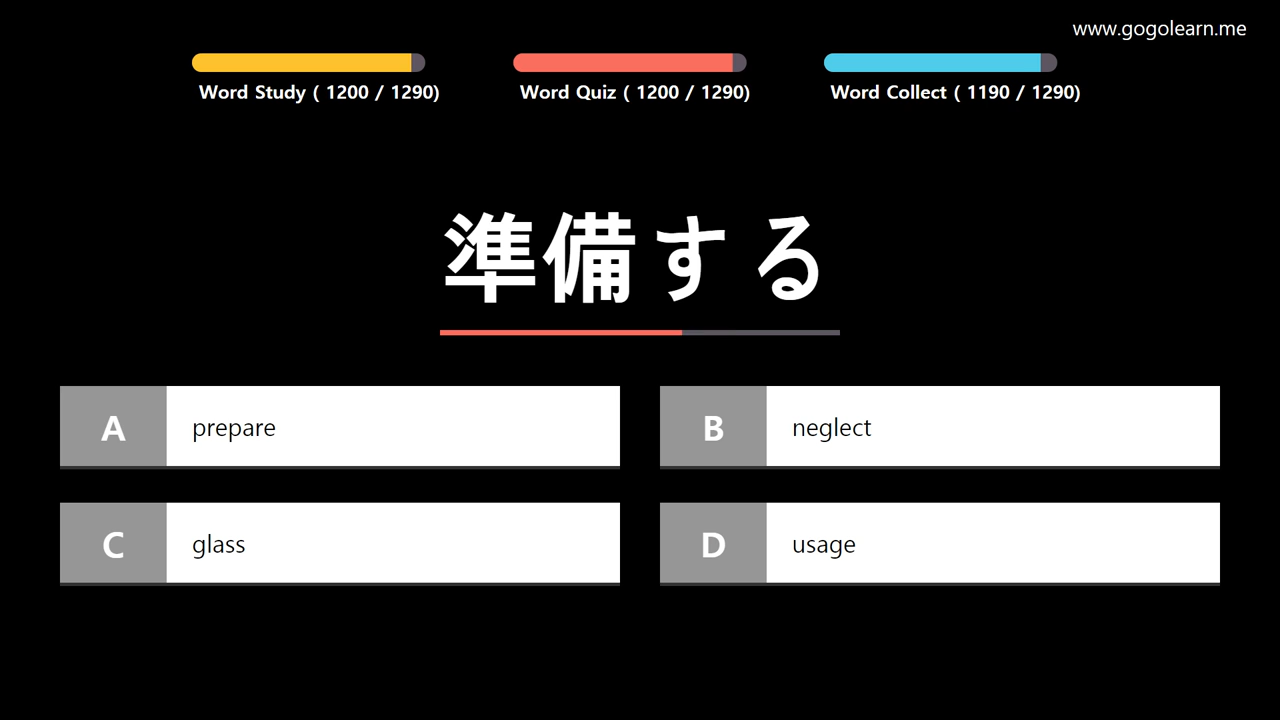 www.gogolearn.me
Word Study ( 1200 / 1290)
Word Quiz ( 1200 / 1290)
Word Collect ( 1190 / 1290)
準備する
A prepare
B neglect
C glass
D usage